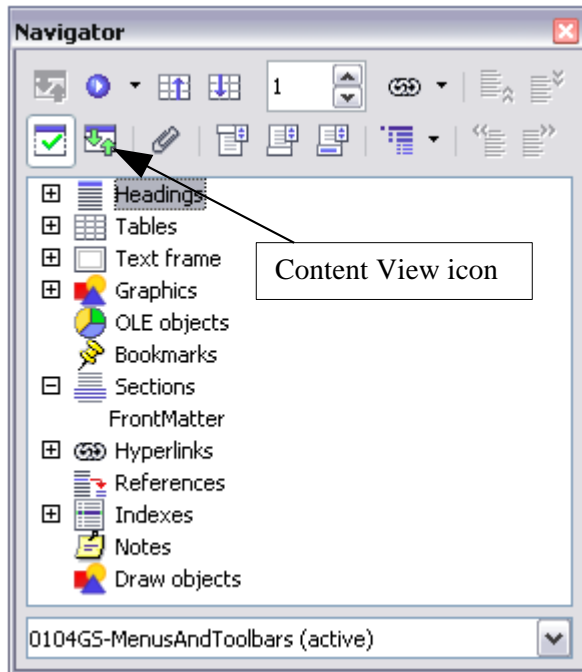 Navigator
1
Headings
Tables
Text frame
Content View icon
Graphics
OLE objects
Bookmarks
Sections
FrontMatter
Hyperlinks
References
Indexes
Notes
Draw objects
0104GS-MenusAndToolbars (active)